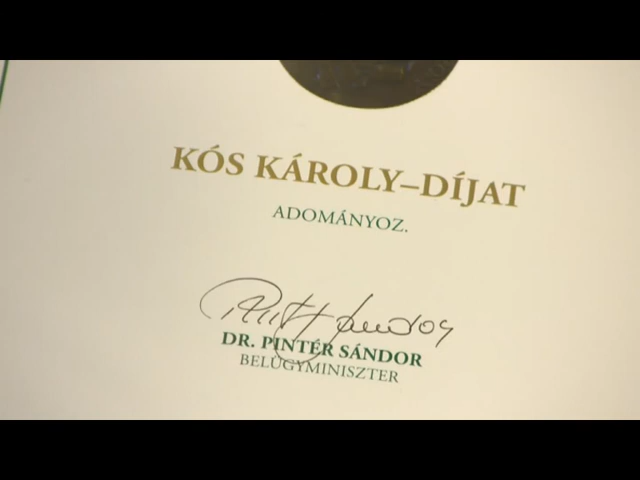 KÓS KÁROLY–DÍJAT
ADOMÁNYOZ.
DR. PINTÉR SÁNDOR
BELÜGYMINISZTER